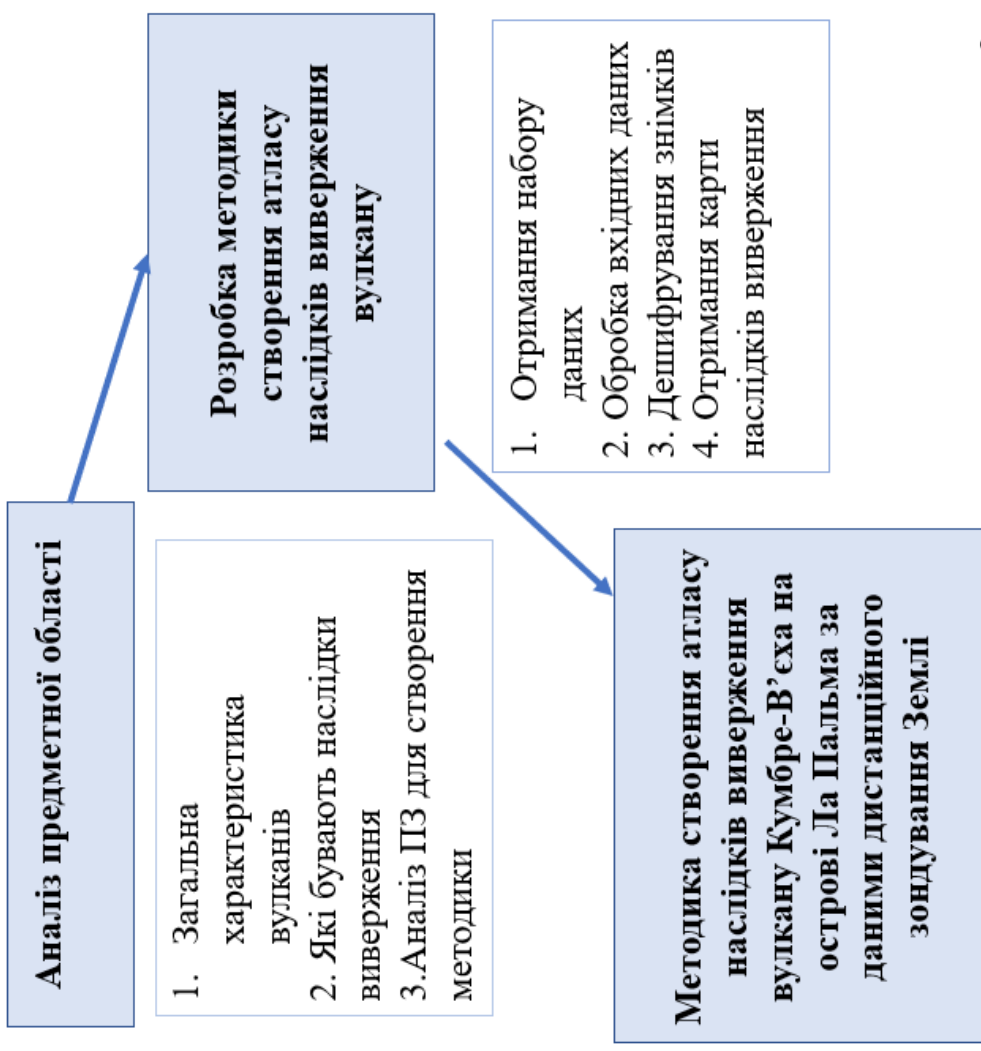 Аналіз предметної області
1. Загальна
характеристика
вулканів
2. Які бувають наслідки
виверження
3.Аналіз ПЗ для створення
методики
Розробка методики
створення атласу
наслідків виверження
вулкану
1. Отримання набору
даних
2. Обробка вхідних даних
3. Дешифрування знімків
4. Отримання карти
наслідків виверження
Методика створення атласу
наслідків виверження
вулкану Кумбре-В’єха на
острові Ла Пальма за
даними дистанційного
зондування Землі